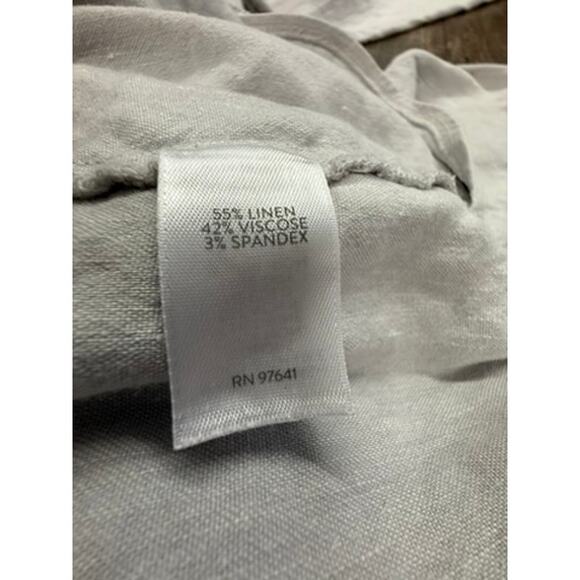 55% LINEN
42% VISCOSE
3% SPANDEX
RN 97641